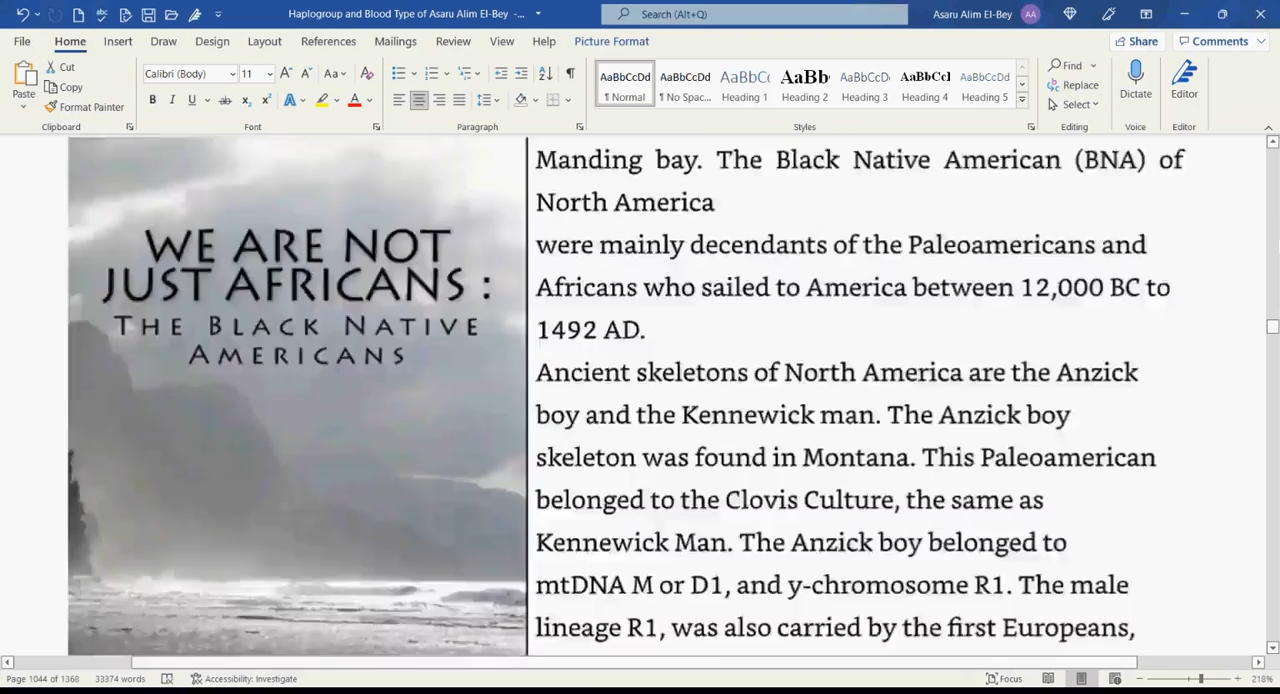 Haplogroup and Blood Type of Asaru Alim El-Bey -...
Search (Alt+Q)
Asaru Alim El-Bey
AA
File Home Insert Draw Design Layout References Mailings Review View Help Picture Format
Share
Comments
Paste
Cut
Copy
Format Painter
Clipboard
Calibri (Body)
11
Font
Paragraph
AaBbCcDd
¶ Normal
AaBbCcDd
¶ No Spac...
AaBbCc
Heading 1
AaBb
Heading 2
AaBbCcDd
Heading 3
AaBbCcl
Heading 4
AaBbCcDd
Heading 5
Styles
Find
Replace
Select
Editing
Dictate
Voice
Editor
Editor
WE ARE NOT
JUST AFRICANS :
THE BLACK NATIVE
AMERICANS
Manding bay. The Black Native American (BNA) of
North America
were mainly decendants of the Paleoamericans and
Africans who sailed to America between 12,000 BC to
1492 AD.
Ancient skeletons of North America are the Anzick
boy and the Kennewick man. The Anzick boy
skeleton was found in Montana. This Paleoamerican
belonged to the Clovis Culture, the same as
Kennewick Man. The Anzick boy belonged to
mtDNA M or D1, and y-chromosome R1. The male
lineage R1, was also carried by the first Europeans,
Page 1044 of 1368
33374 words
Accessibility: Investigate
Focus
218%